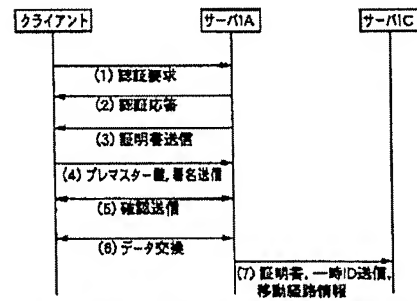 クライアント
サーバ1A
サーバ1C
(1) 認証要求
(2) 認証応答
(3) 証明書送信
(4) プレマスター鍵,署名送信
(5) 確認送信
(6) データ交換
(7) 証明書,一時ID送信,
移動経路情報